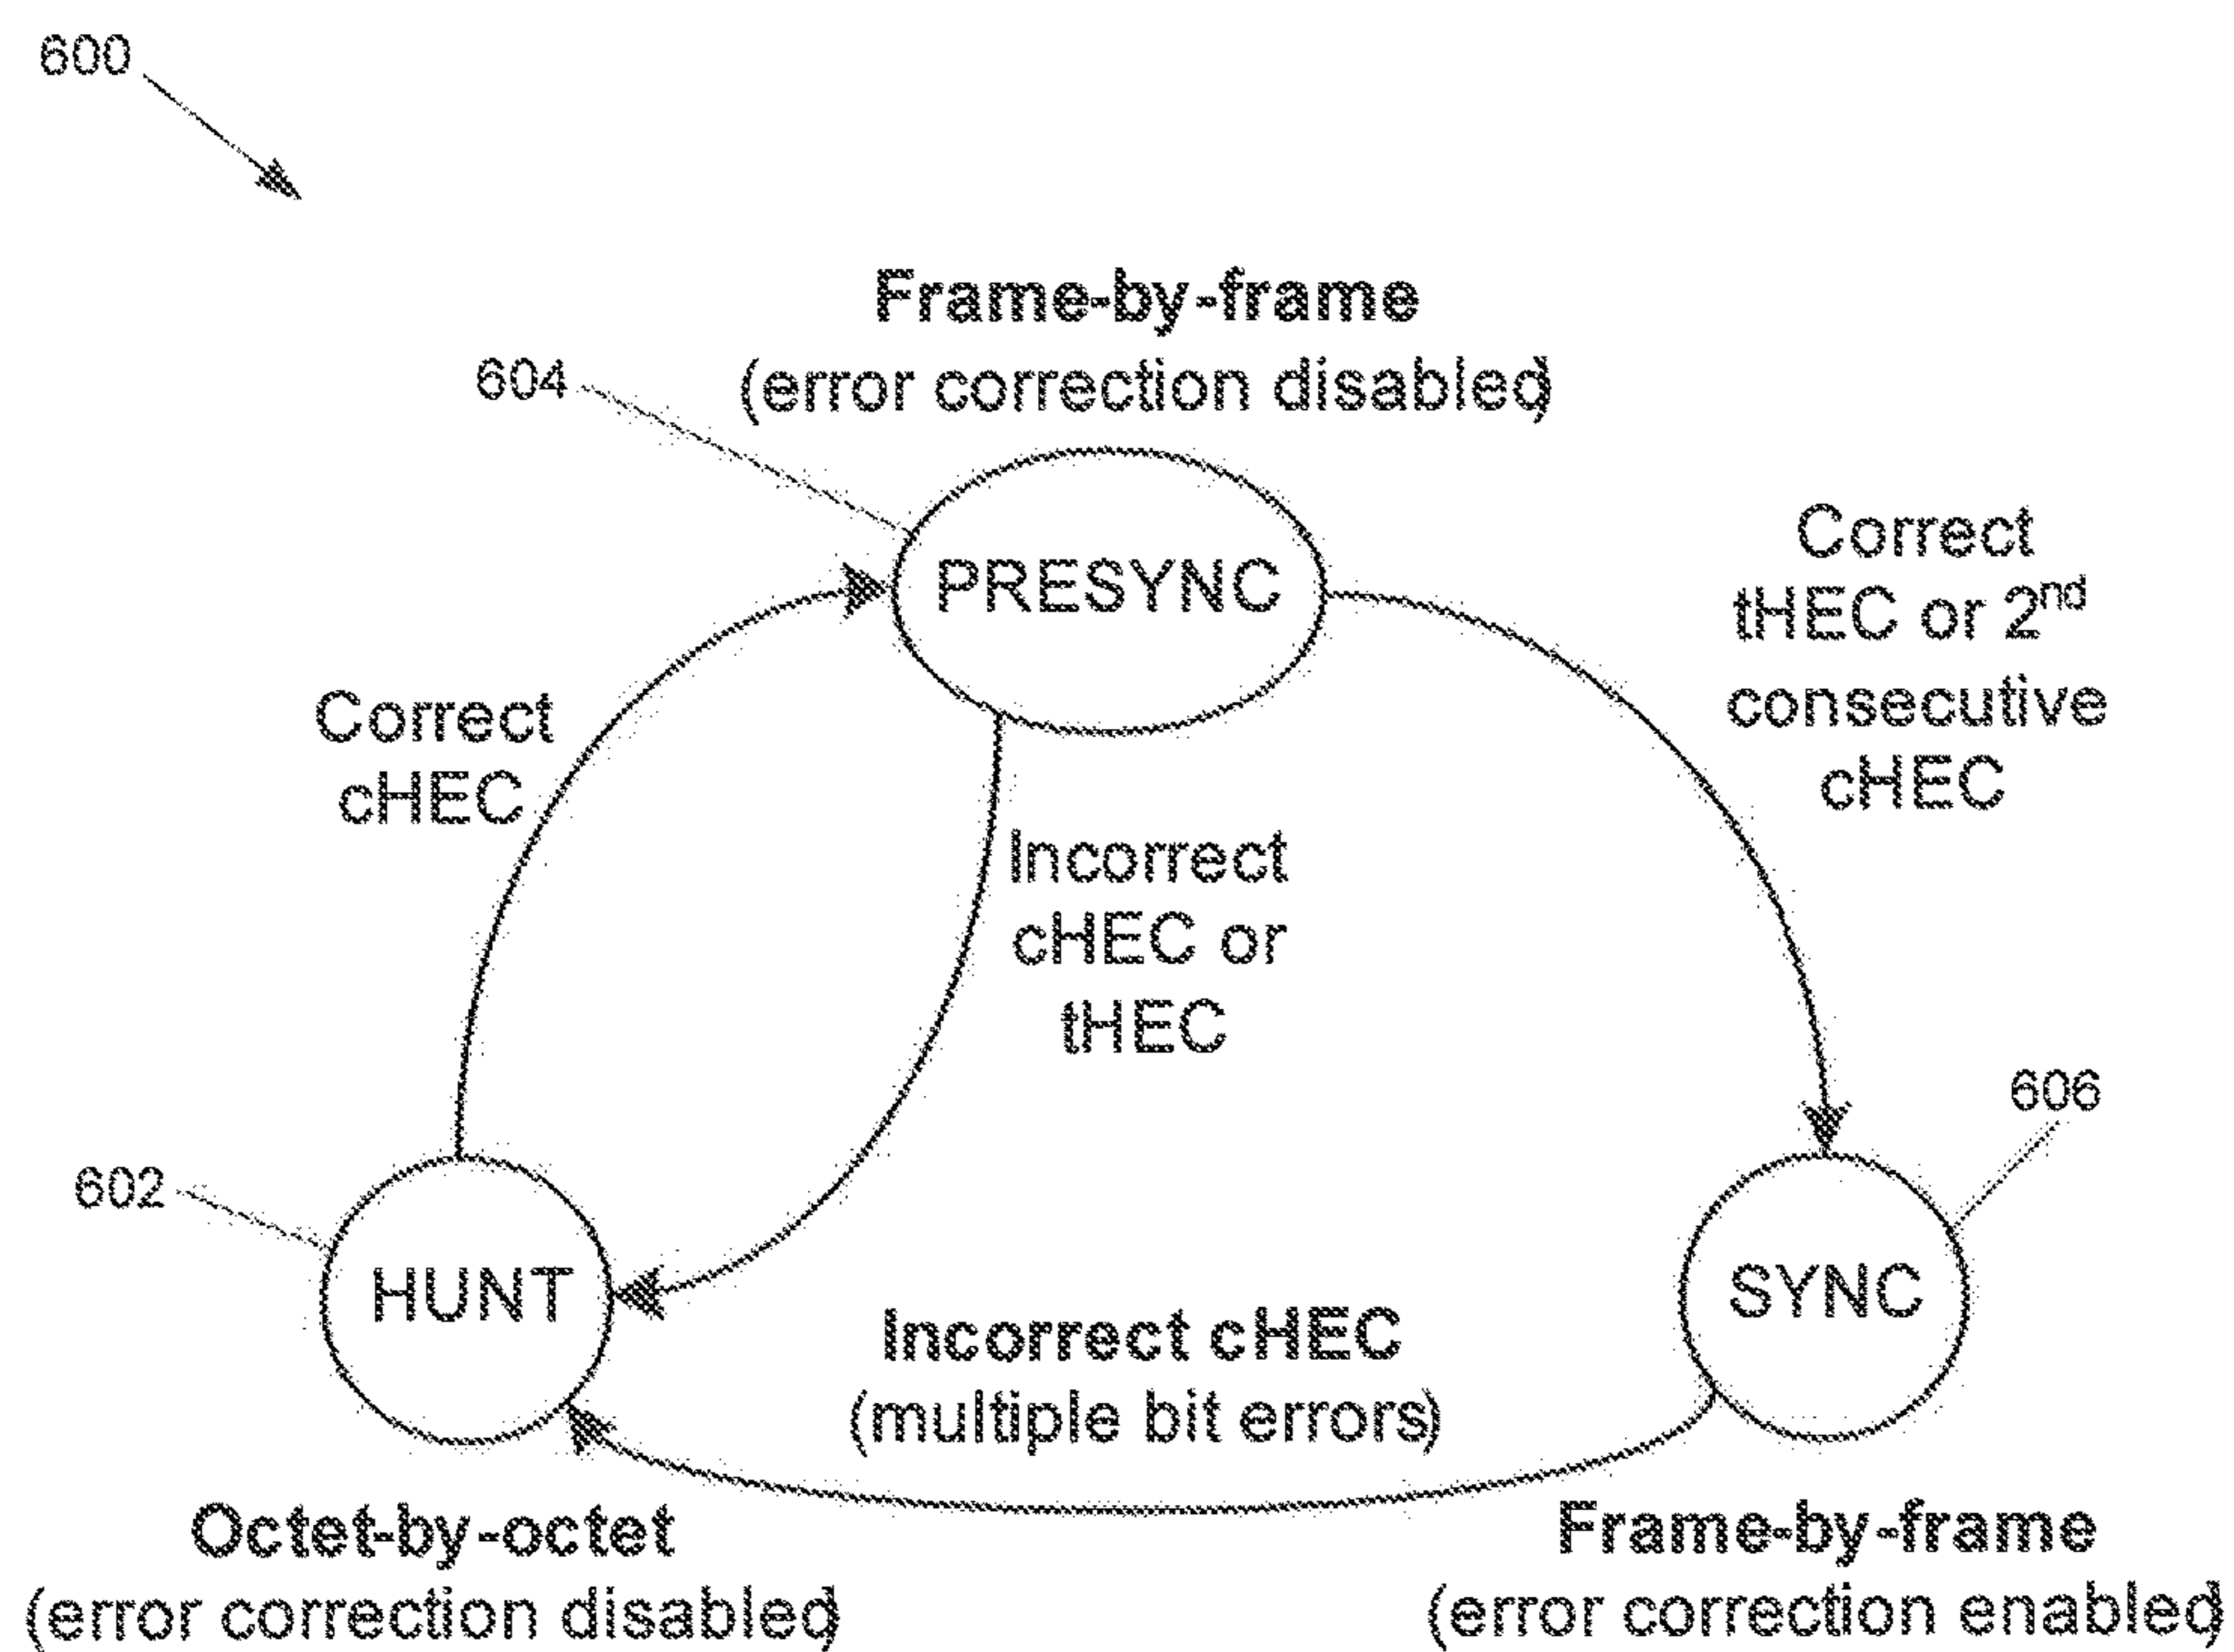 600
Frame-by-frame
604
(error correction disabled)
PRESYNC
Correct
tHEC or 2nd
consecutive
cHEC
Correct
cHEC
Incorrect
cHEC or
tHEC
606
602
HUNT
SYNC
Incorrect cHEC
(multiple bit errors)
Octet-by-octet
(error correction disabled)
Frame-by-frame
(error correction enabled)